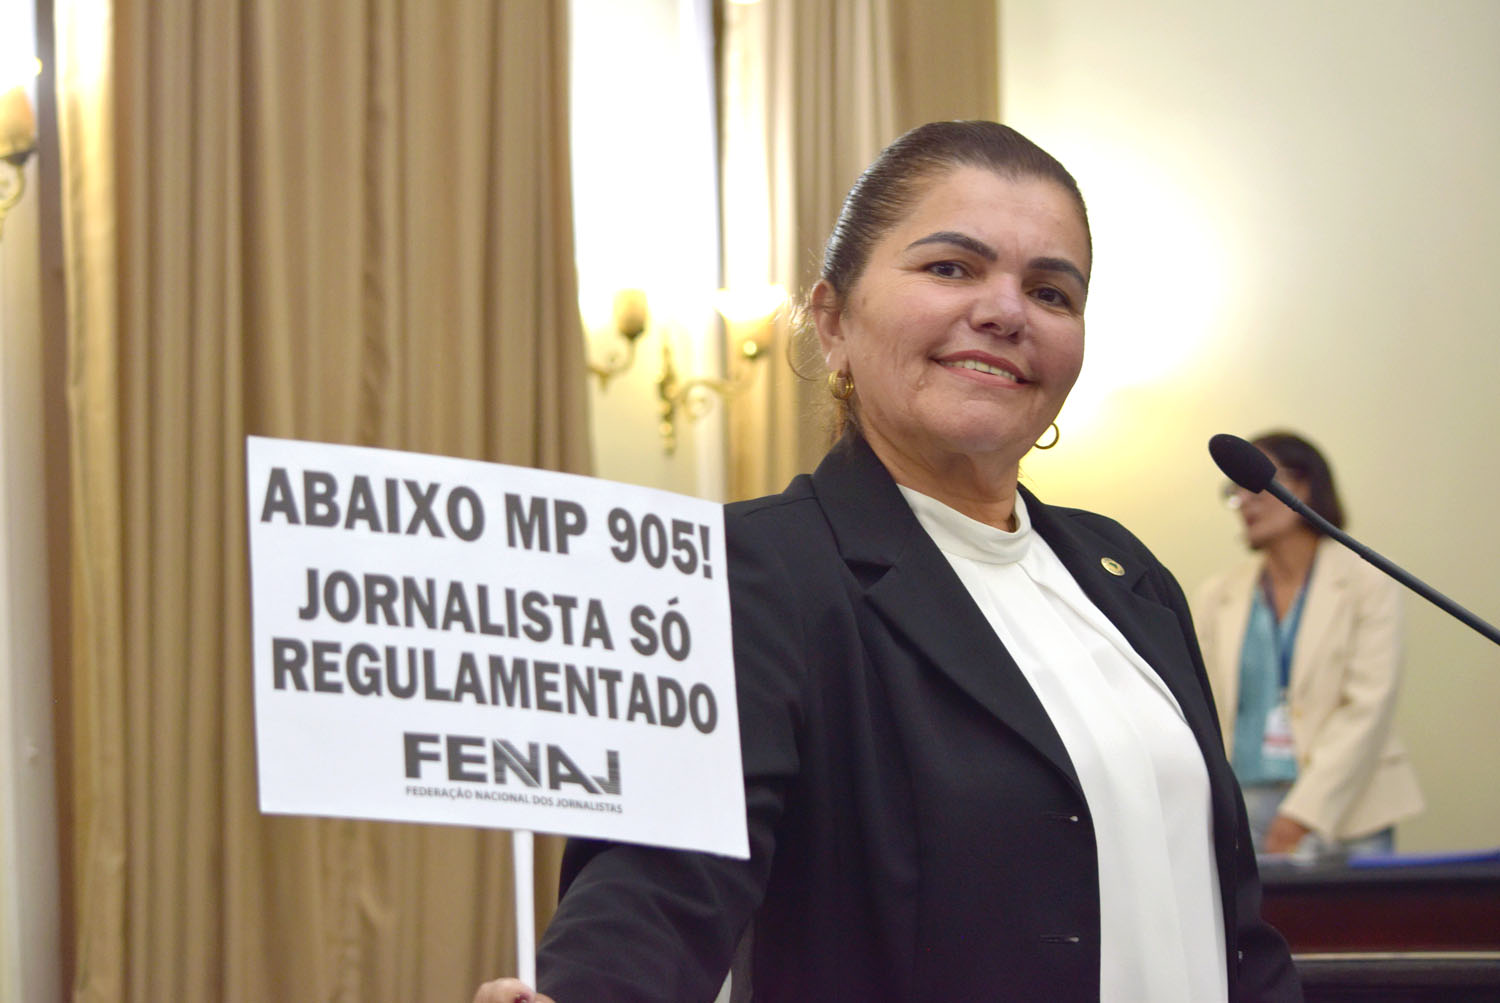 ABAIXO MP 905!
JORNALISTA SÓ
REGULAMENTADO
FENAJ
FEDERAÇÃO NACIONAL DOS JORNALISTAS